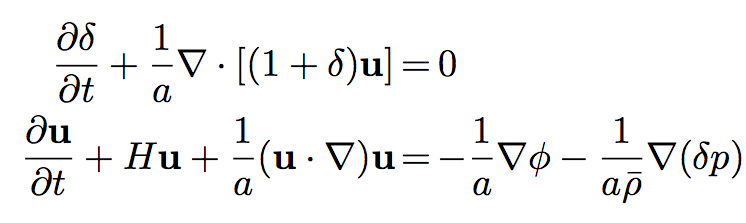 ∂δ/∂t + 1/a ∇ · [(1 + δ)𝐮] = 0
∂𝐮/∂t + H𝐮 + 1/a (𝐮 · ∇)𝐮 = −1/a ∇ϕ − 1/(aρ̄) ∇(δp)